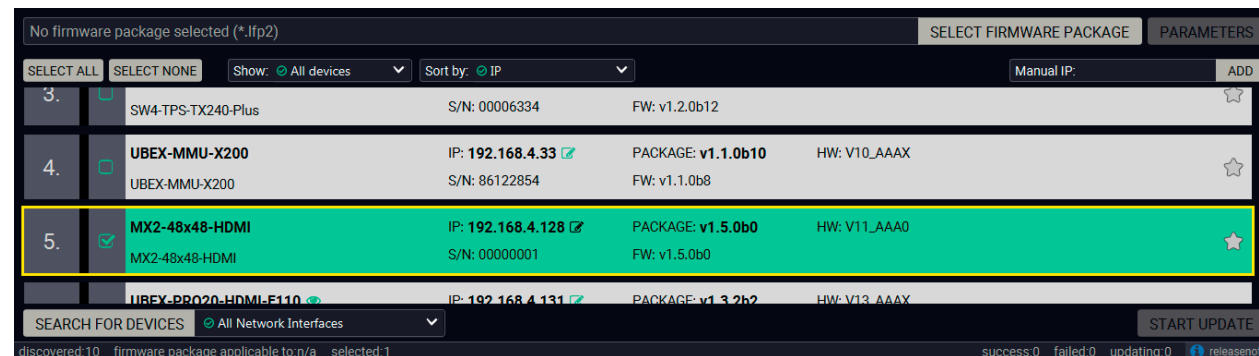 No firmware package selected (*.lfp2) SELECT FIRMWARE PACKAGE PARAMETERS
SELECT ALL SELECT NONE Show: All devices Sort by: IP Manual IP: ADD
3.
SW4-TPS-TX240-Plus S/N: 00006334 FW: v1.2.0b12
UBEX-MMU-X200 IP: 192.168.4.33 PACKAGE: v1.1.0b10 HW: V10_AAAX
4.
UBEX-MMU-X200 S/N: 86122854 FW: v1.1.0b8
MX2-48x48-HDMI IP: 192.168.4.128 PACKAGE: v1.5.0b0 HW: V11_AAA0
5.
MX2-48x48-HDMI S/N: 00000001 FW: v1.5.0b0
UBEX-PRO20-HDMI-F110 IP: 192.168.4.131 PACKAGE: v1.3.2b2 HW: V13_AAAX
SEARCH FOR DEVICES All Network Interfaces START UPDATE
discovered:10 firmware package applicable to:n/a selected:1 success:0 failed:0 updating:0 releaseno